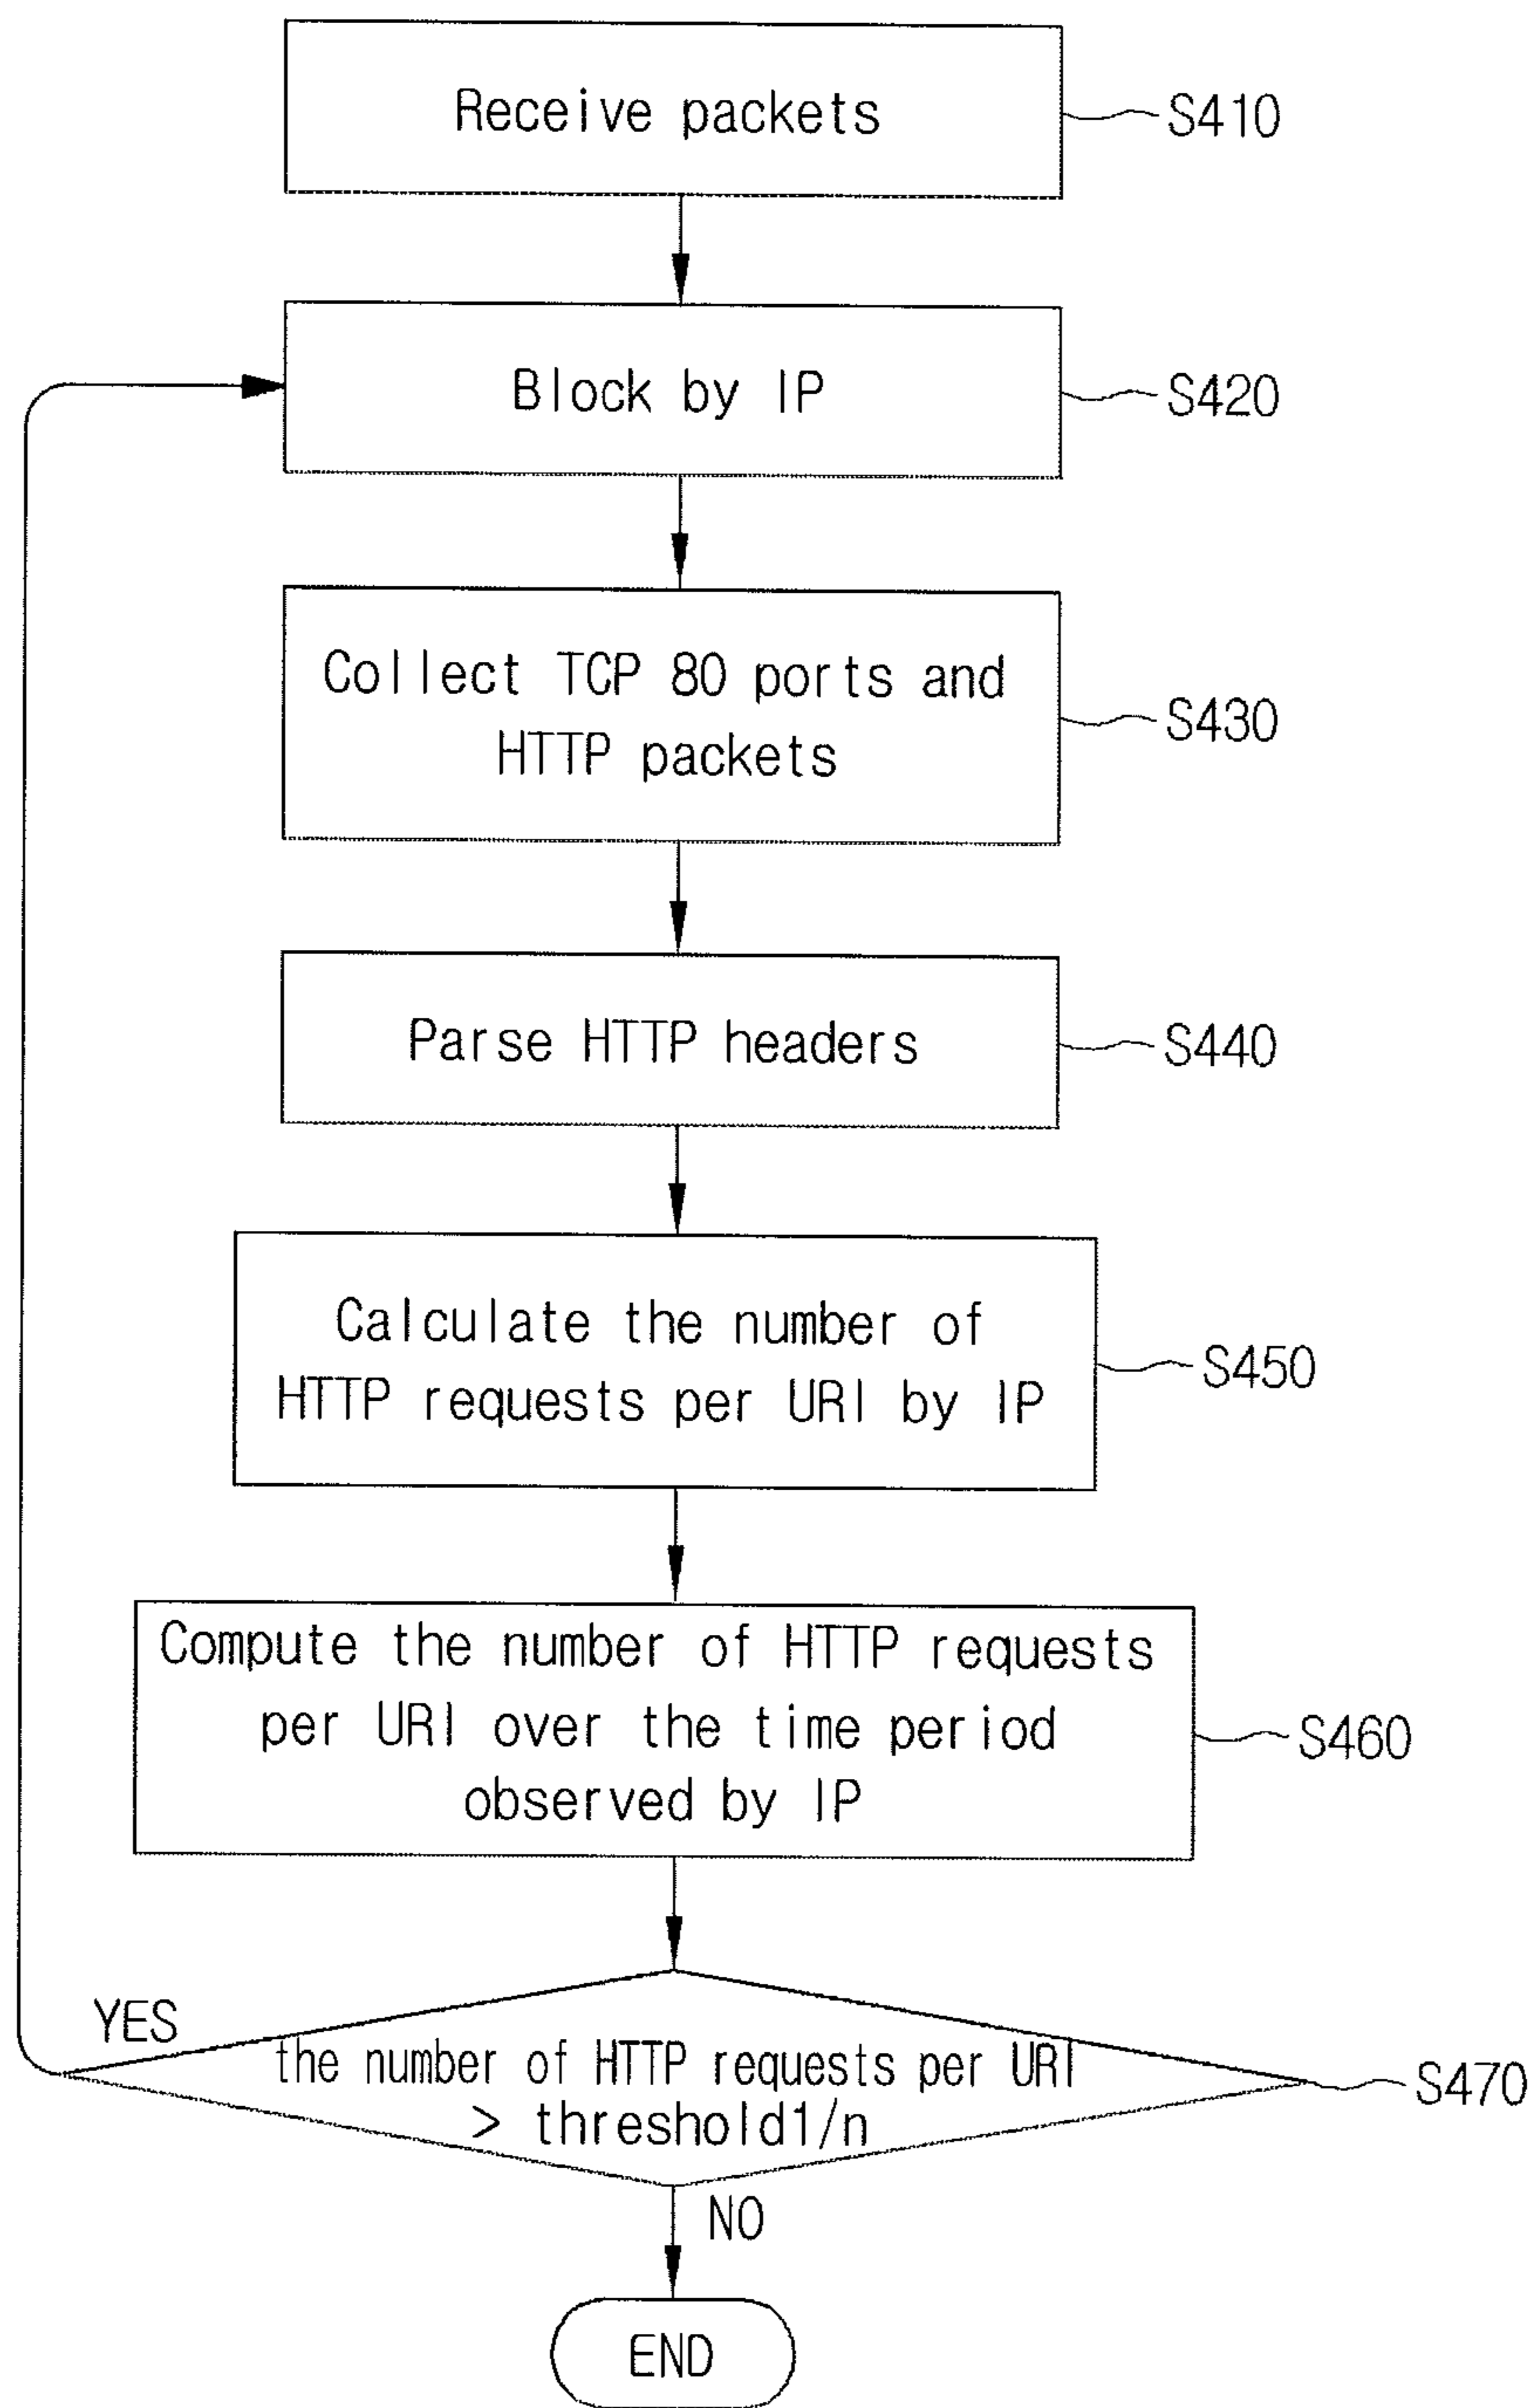 Receive packets
S410
Block by IP
S420
Collect TCP 80 ports and
HTTP packets
S430
Parse HTTP headers
S440
Calculate the number of
HTTP requests per URI by IP
S450
Compute the number of HTTP requests
per URI over the time period
observed by IP
S460
YES
the number of HTTP requests per URI
> threshold1/n
S470
NO
END